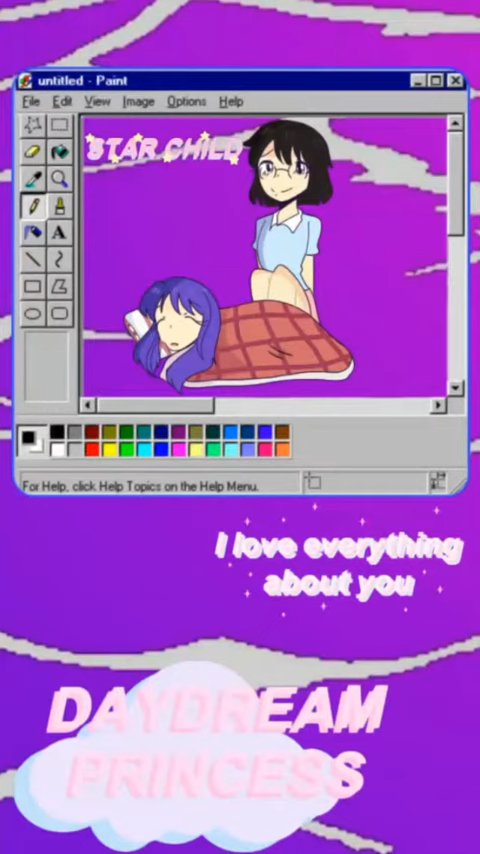 untitled - Paint
File Edit View Image Options Help
STAR CHILD
A
For Help, click Help Topics on the Help Menu.
I love everything
about you
DAYDREAM
PRINCESS